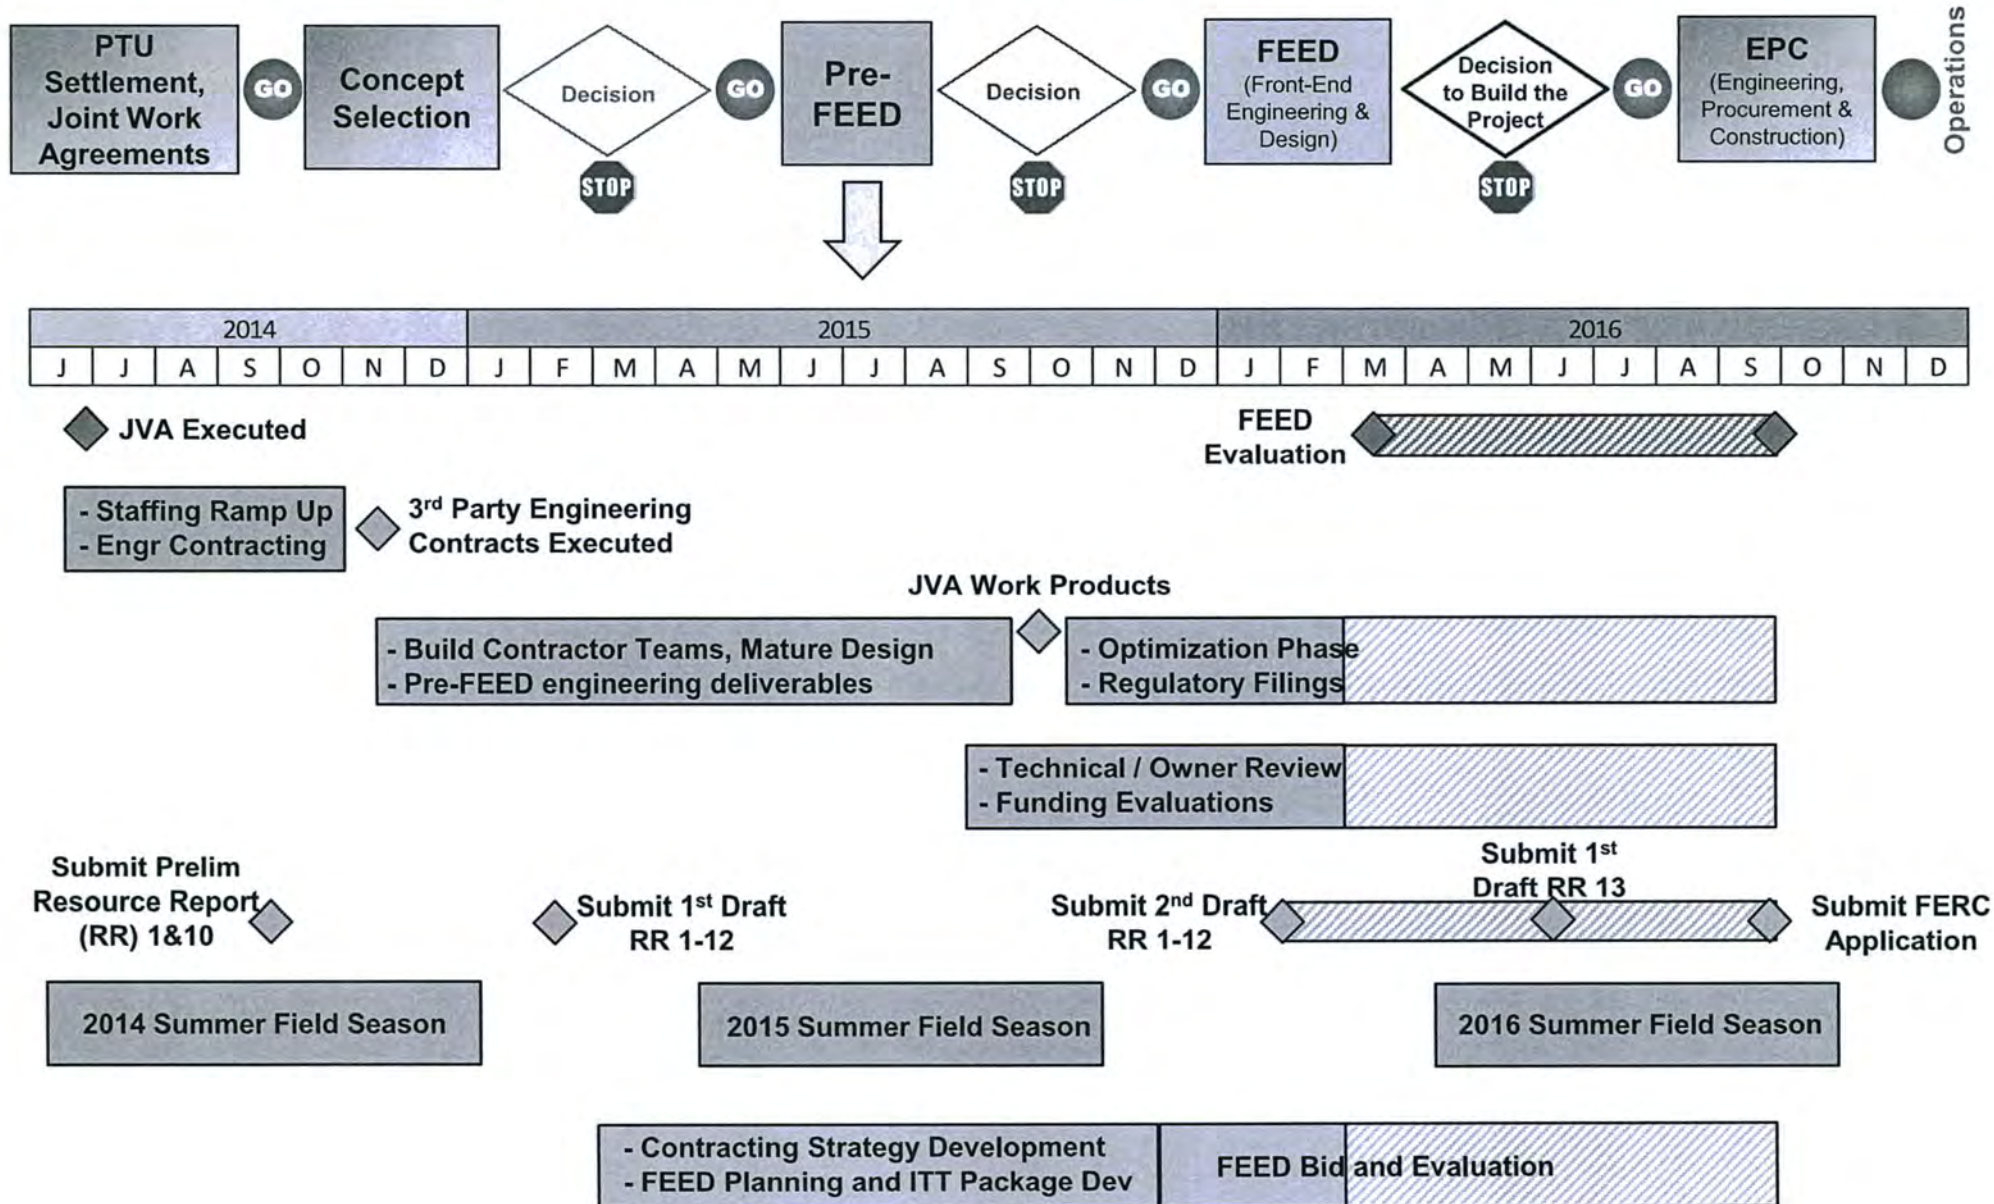 PTU
Settlement,
Joint Work
Agreements
GO
Concept
Selection
Decision
STOP
GO
Pre-
FEED
Decision
STOP
GO
FEED
(Front-End
Engineering &
Design)
Decision
to Build the
Project
STOP
GO
EPC
(Engineering,
Procurement &
Construction)
Operations
2014 2015 2016
J J A S O N D J F M A M J J A S O N D J F M A M J J A S O N D
JVA Executed
FEED
Evaluation
- Staffing Ramp Up
- Engr Contracting
3rd Party Engineering
Contracts Executed
JVA Work Products
- Build Contractor Teams, Mature Design
- Pre-FEED engineering deliverables
- Optimization Phase
- Regulatory Filings
- Technical / Owner Review
- Funding Evaluations
Submit Prelim
Resource Report
(RR) 1&10
Submit 1st Draft
RR 1-12
Submit 2nd Draft
RR 1-12
Submit 1st
Draft RR 13
Submit FERC
Application
2014 Summer Field Season
2015 Summer Field Season
2016 Summer Field Season
- Contracting Strategy Development
- FEED Planning and ITT Package Dev
FEED Bid and Evaluation